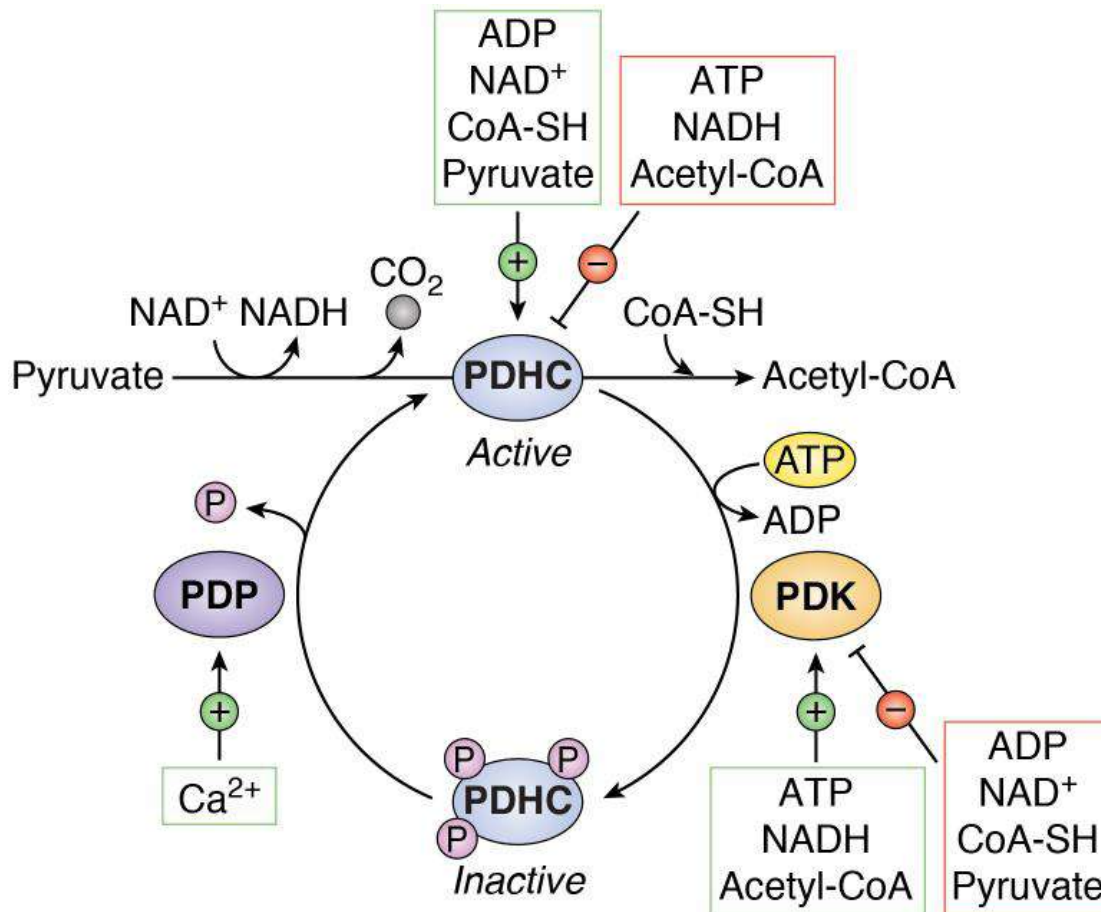 ADP
NAD⁺
CoA-SH
Pyruvate
+
ATP
NADH
Acetyl-CoA
−
CO₂
NAD⁺ NADH
CoA-SH
Pyruvate
PDHC
Acetyl-CoA
Active
ATP
ADP
P
PDP
PDK
+
Ca²⁺
+
−
P
P
PDHC
P
Inactive
ATP
NADH
Acetyl-CoA
ADP
NAD⁺
CoA-SH
Pyruvate